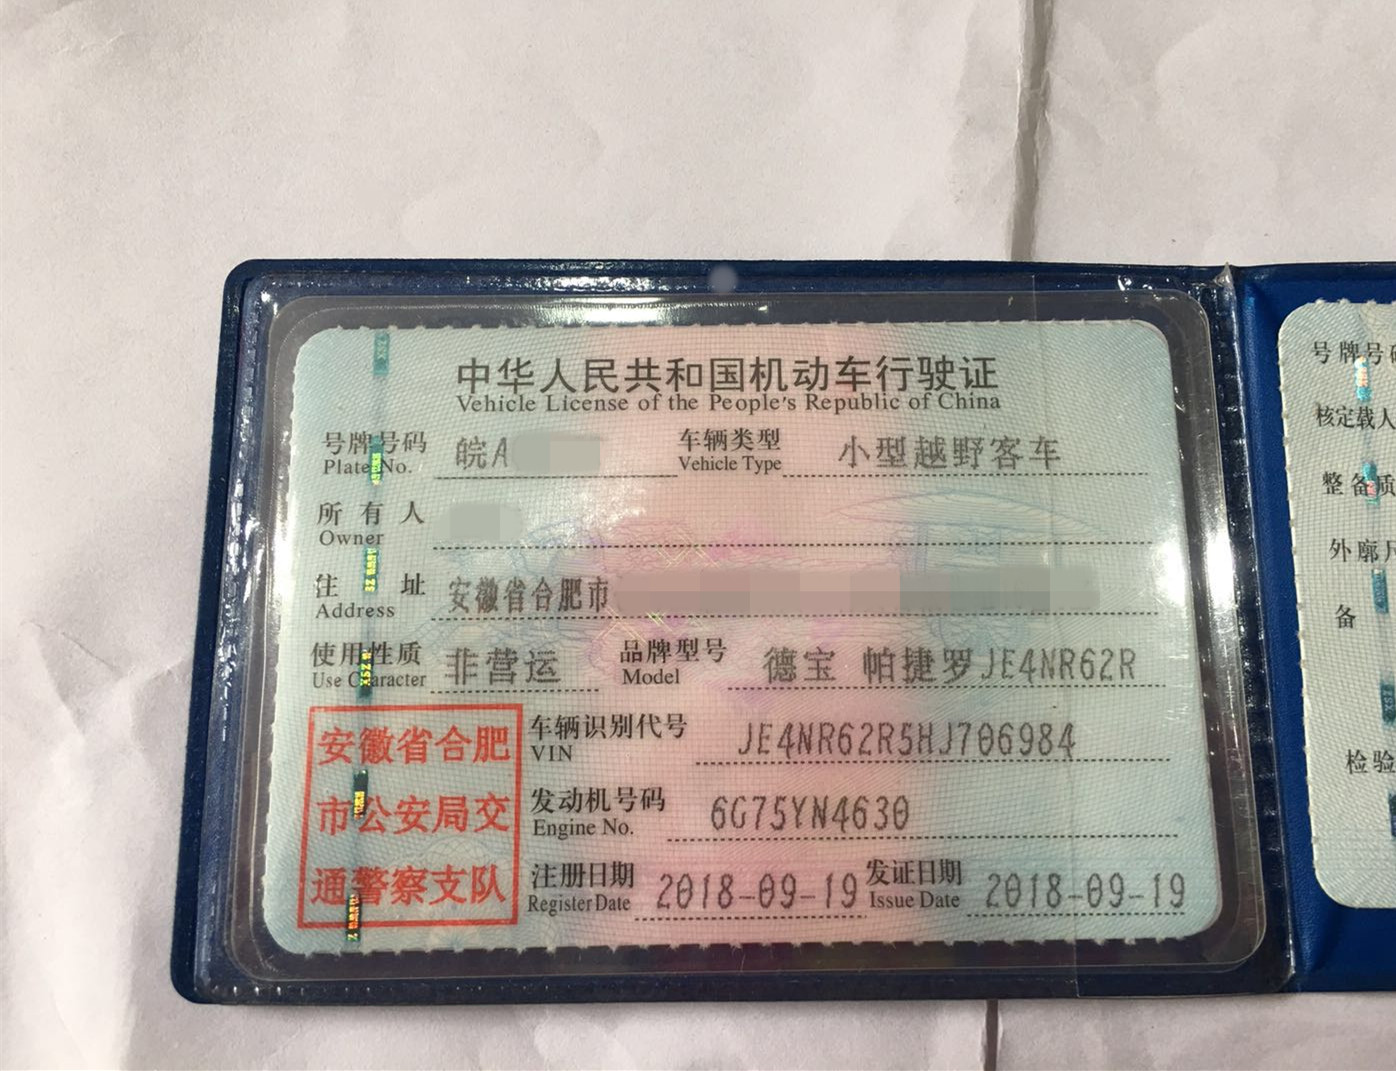 中华人民共和国机动车行驶证
Vehicle License of the People's Republic of China
号牌号码 皖A 车辆类型 小型越野客车
Plate No. Vehicle Type
所有人
Owner
住址 安徽省合肥市
Address
使用性质 非营运 品牌型号 德宝 帕捷罗JE4NR62R
Use Character Model
安徽省合肥
市公安局交
通警察支队
车辆识别代号 JE4NR62R5HJ706984
VIN
发动机号码 6G75YN4630
Engine No.
注册日期 2018-09-19 发证日期 2018-09-19
Register Date Issue Date
号牌号码
核定载人
整备质
外廓尺
备
检验